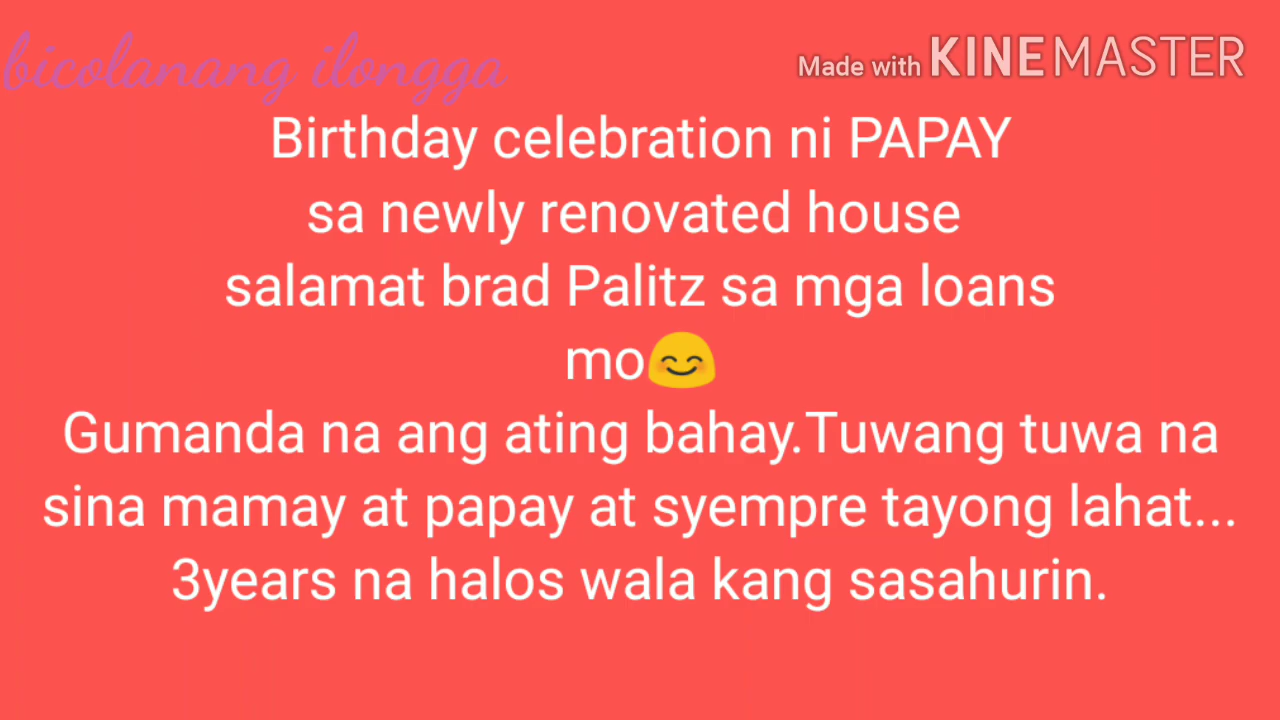 bicolanang ilongga
Made with KINEMASTER
Birthday celebration ni PAPAY
sa newly renovated house
salamat brad Palitz sa mga loans
mo😊
Gumanda na ang ating bahay.Tuwang tuwa na
sina mamay at papay at syempre tayong lahat...
3years na halos wala kang sasahurin.